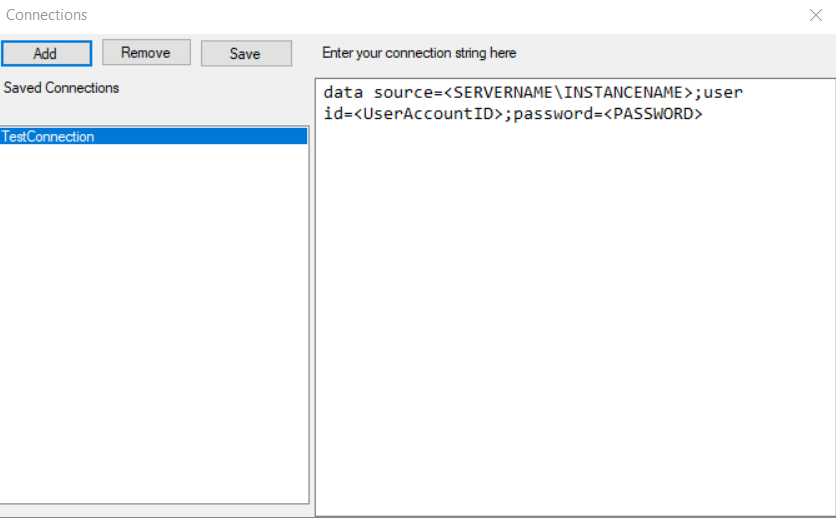 Connections
Add
Remove
Save
Enter your connection string here
Saved Connections
data source=<SERVERNAME\INSTANCENAME>;user
id=<UserAccountID>;password=<PASSWORD>
TestConnection